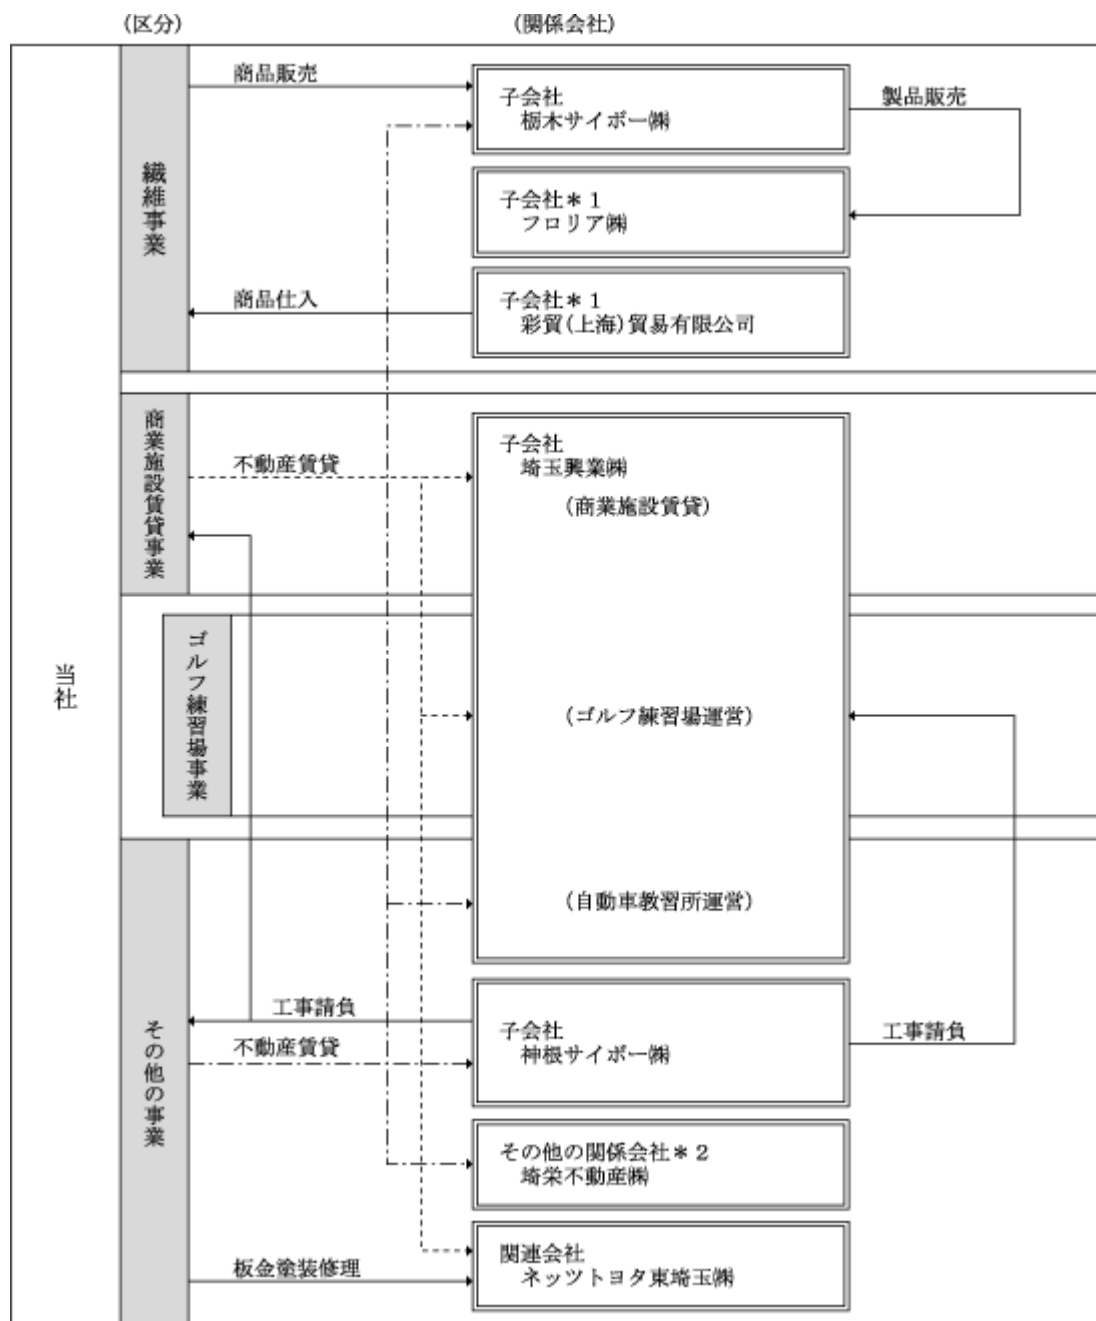 (区分)
(関係会社)
当社
繊維事業
商品販売
子会社
栃木サイボー㈱
製品販売
子会社＊１
フロリア㈱
商品仕入
子会社＊１
彩貿(上海)貿易有限公司
商業施設賃貸事業
不動産賃貸
子会社
埼玉興業㈱
(商業施設賃貸)
ゴルフ練習場事業
(ゴルフ練習場運営)
(自動車教習所運営)
その他の事業
工事請負
不動産賃貸
子会社
神根サイボー㈱
工事請負
その他の関係会社＊２
埼栄不動産㈱
板金塗装修理
関連会社
ネッツトヨタ東埼玉㈱